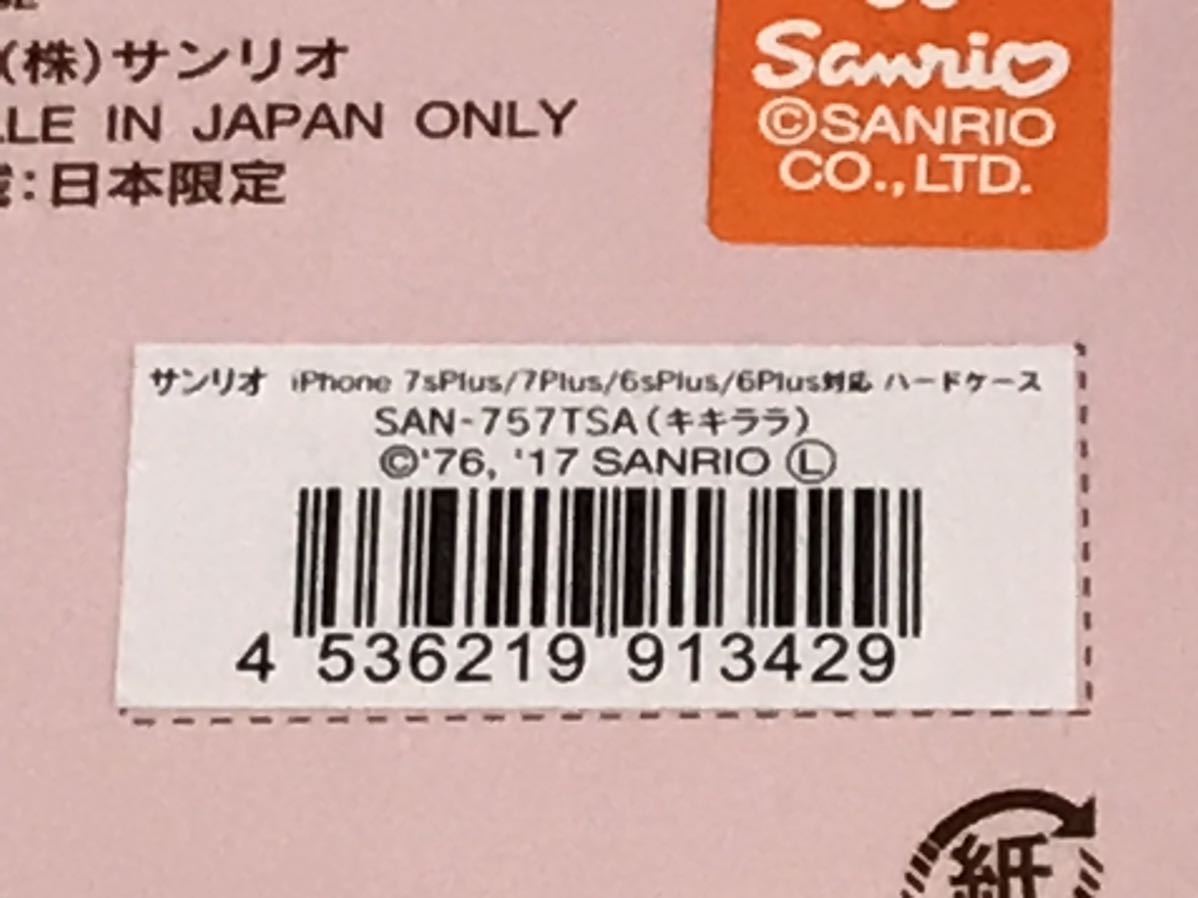 (株)サンリオ
IN JAPAN ONLY
:日本限定
Sanrio
©SANRIO
CO.,LTD.
サンリオ iPhone 7sPlus/7Plus/6sPlus/6Plus対応 ハードケース
SAN-757TSA(キキララ)
©'76, '17 SANRIO Ⓛ
4 536219 913429
紙